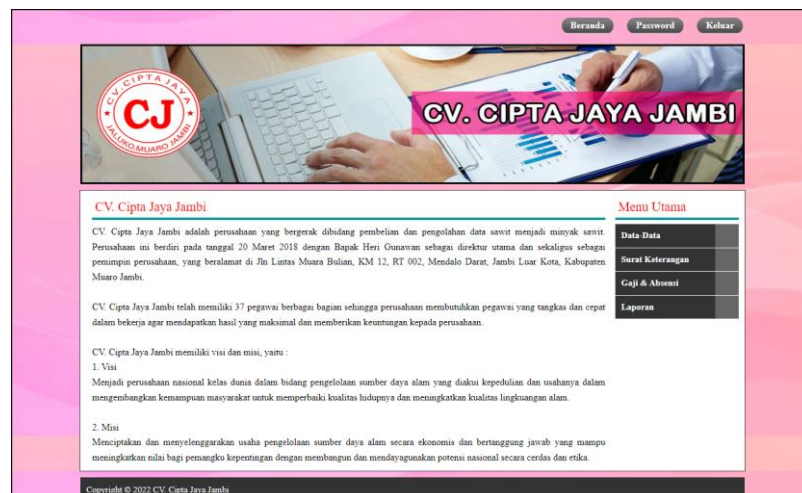 Beranda Password Keluar
CV.CIPTA JAYA
CJ
JALUKO MUARO JAMBI
CV. CIPTA JAYA JAMBI
CV. Cipta Jaya Jambi
CV. Cipta Jaya Jambi adalah perusahaan yang bergerak dibidang pembelian dan pengolahan data sawit menjadi minyak sawit.
Perusahaan ini berdiri pada tanggal 20 Maret 2018 dengan Bapak Heri Gunawan sebagai direktur utama dan sekaligus sebagai
pemimpin perusahaan, yang beralamat di Jln Lintas Muara Bulian, KM 12, RT 002, Mendalo Darat, Jambi Luar Kota, Kabupaten
Muaro Jambi.
CV. Cipta Jaya Jambi telah memiliki 37 pegawai berbagai bagian sehingga perusahaan membutuhkan pegawai yang tangkas dan cepat
dalam bekerja agar mendapatkan hasil yang maksimal dan memberikan keuntungan kepada perusahaan.
CV. Cipta Jaya Jambi memiliki visi dan misi, yaitu :
1. Visi
Menjadi perusahaan nasional kelas dunia dalam bidang pengelolaan sumber daya alam yang diakui kepedulian dan usahanya dalam
mengembangkan kemampuan masyarakat untuk memperbaiki kualitas hidupnya dan meningkatkan kualitas lingkuangan alam.
2. Misi
Menciptakan dan menyelenggarakan usaha pengelolaan sumber daya alam secara ekonomis dan bertanggung jawab yang mampu
meningkatkan nilai bagi pemangku kepentingan dengan membangun dan mendayagunakan potensi nasional secara cerdas dan etika.
Menu Utama
Data-Data
Surat Keterangan
Gaji & Absensi
Laporan
Copyright © 2022 CV. Cipta Jaya Jambi